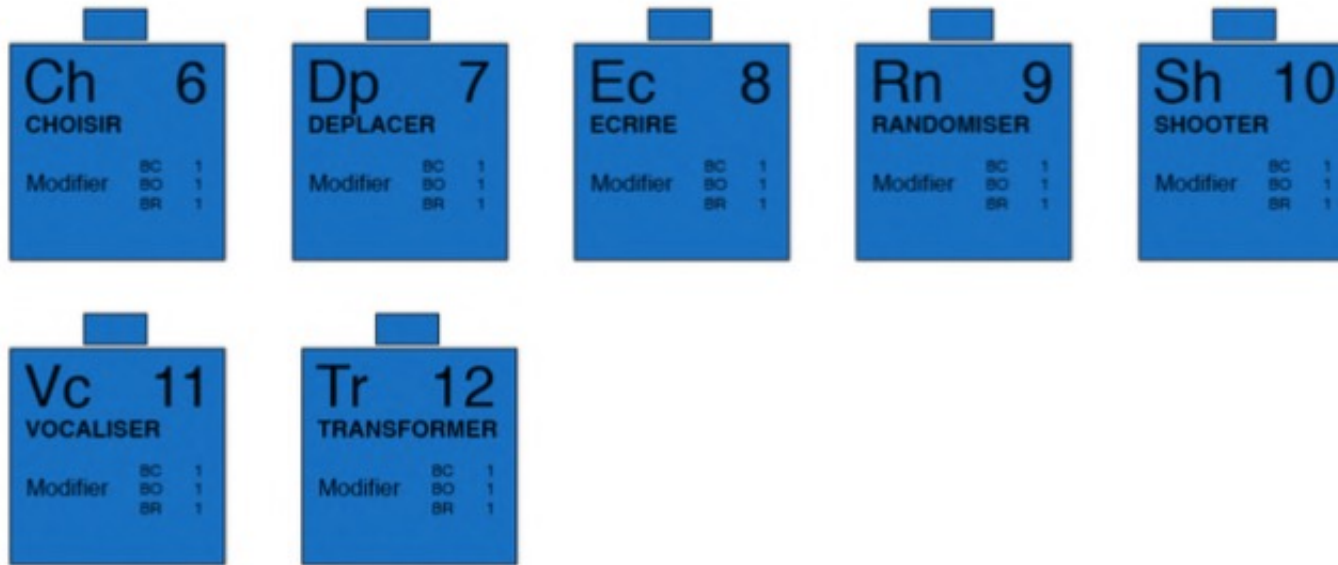 Ch 6
CHOISIR
Modifier
BC 1
BO 1
BR 1
Dp 7
DEPLACER
Modifier
BC 1
BO 1
BR 1
Ec 8
ECRIRE
Modifier
BC 1
BO 1
BR 1
Rn 9
RANDOMISER
Modifier
BC 1
BO 1
BR 1
Sh 10
SHOOTER
Modifier
BC 1
BO 1
BR 1
Vc 11
VOCALISER
Modifier
BC 1
BO 1
BR 1
Tr 12
TRANSFORMER
Modifier
BC 1
BO 1
BR 1